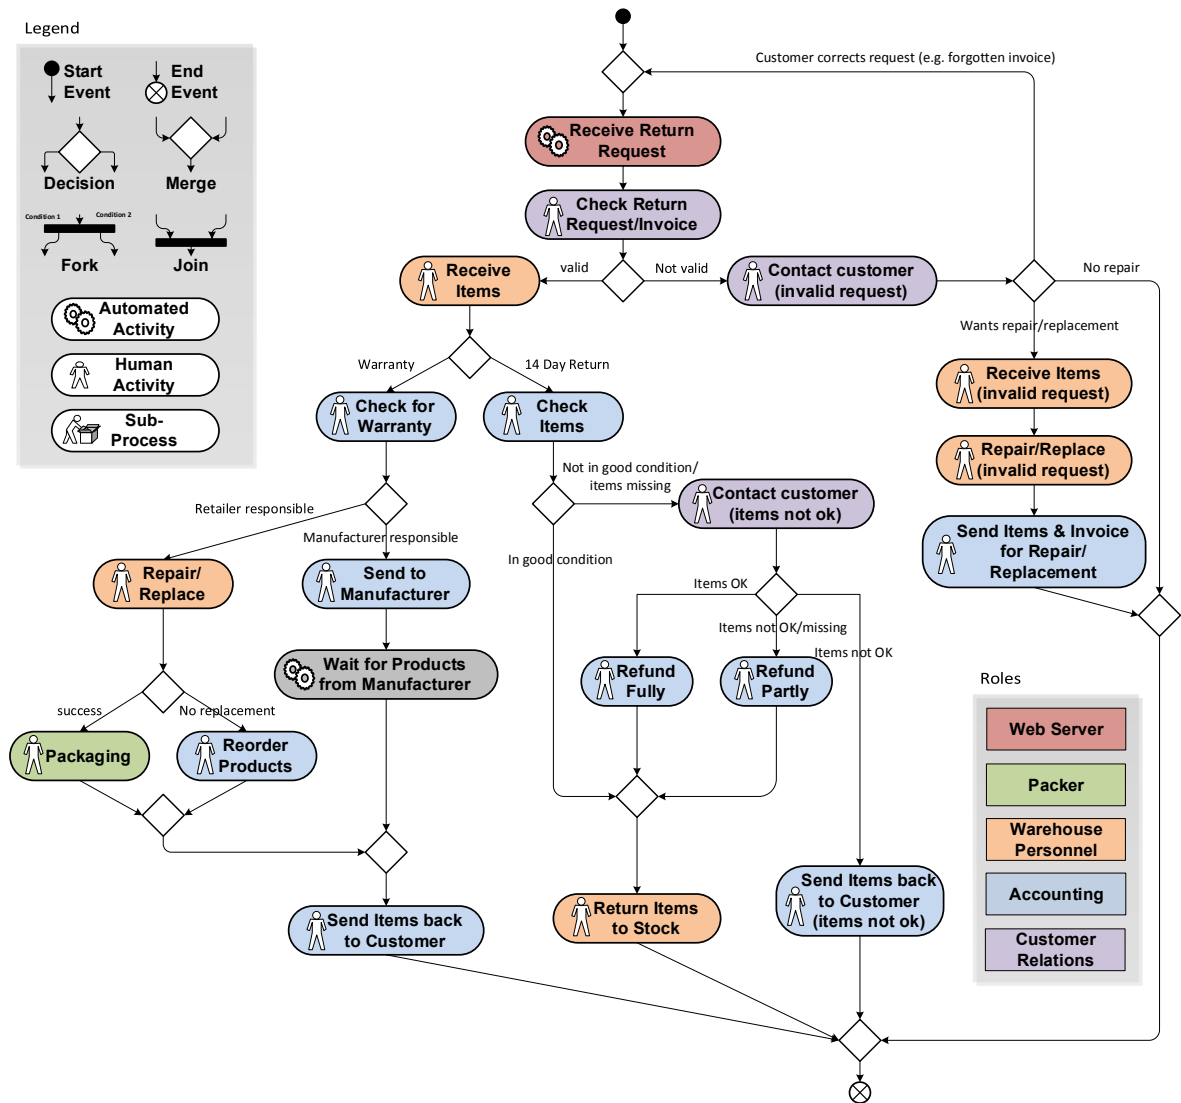 Legend
Start
Event
End
Event
Decision
Merge
Condition 1
Condition 2
Fork
Join
Automated
Activity
Human
Activity
Sub-
Process
Customer corrects request (e.g. forgotten invoice)
Receive Return
Request
Check Return
Request/Invoice
valid
Not valid
Receive
Items
Contact customer
(invalid request)
No repair
Wants repair/replacement
Warranty
14 Day Return
Receive Items
(invalid request)
Check for
Warranty
Check
Items
Repair/Replace
(invalid request)
Not in good condition/
items missing
Contact customer
(items not ok)
Retailer responsible
Manufacturer responsible
In good condition
Send Items & Invoice
for Repair/
Replacement
Repair/
Replace
Send to
Manufacturer
Items OK
Items not OK/missing
Items not OK
Wait for Products
from Manufacturer
Refund
Fully
Refund
Partly
success
No replacement
Packaging
Reorder
Products
Send Items back
to Customer
Return Items
to Stock
Send Items back
to Customer
(items not ok)
Roles
Web Server
Packer
Warehouse
Personnel
Accounting
Customer
Relations